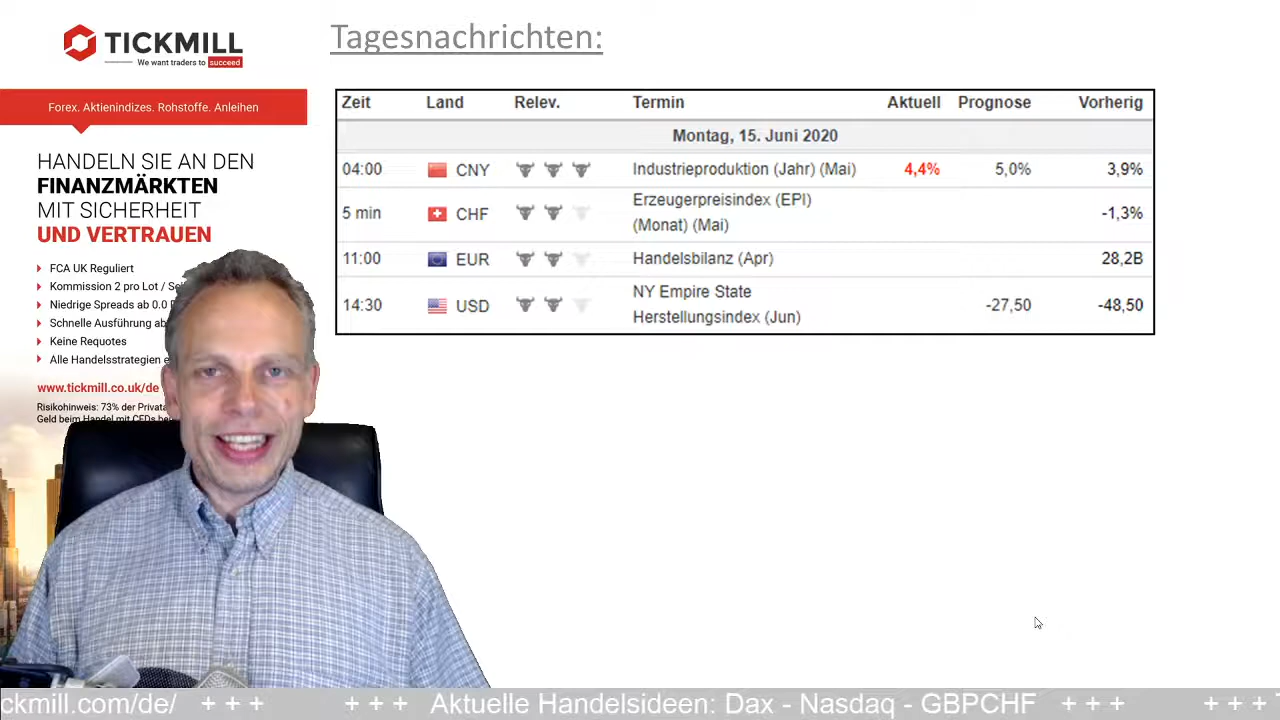 TICKMILL
We want traders to succeed
Forex. Aktienindizes. Rohstoffe. Anleihen
HANDELN SIE AN DEN
FINANZMÄRKTEN
MIT SICHERHEIT
UND VERTRAUEN
FCA UK Reguliert
Kommission 2 pro Lot /
Niedrige Spreads ab 0.0
Schnelle Ausführung ab
Keine Requotes
Alle Handelsstrategien
www.tickmill.co.uk/de
Risikohinweis: 73% der
Geld beim Handel mit CFDs
Tagesnachrichten:
Zeit Land Relev. Termin Aktuell Prognose Vorherig
Montag, 15. Juni 2020
04:00 CNY Industrieproduktion (Jahr) (Mai) 4,4% 5,0% 3,9%
5 min CHF Erzeugerpreisindex (EPI)
(Monat) (Mai) -1,3%
11:00 EUR Handelsbilanz (Apr) 28,2B
14:30 USD NY Empire State
Herstellungsindex (Jun) -27,50 -48,50
ckmill.com/de/ + + + + + + Aktuelle Handelsideen: Dax - Nasdaq - GBPCHF + + + + + +